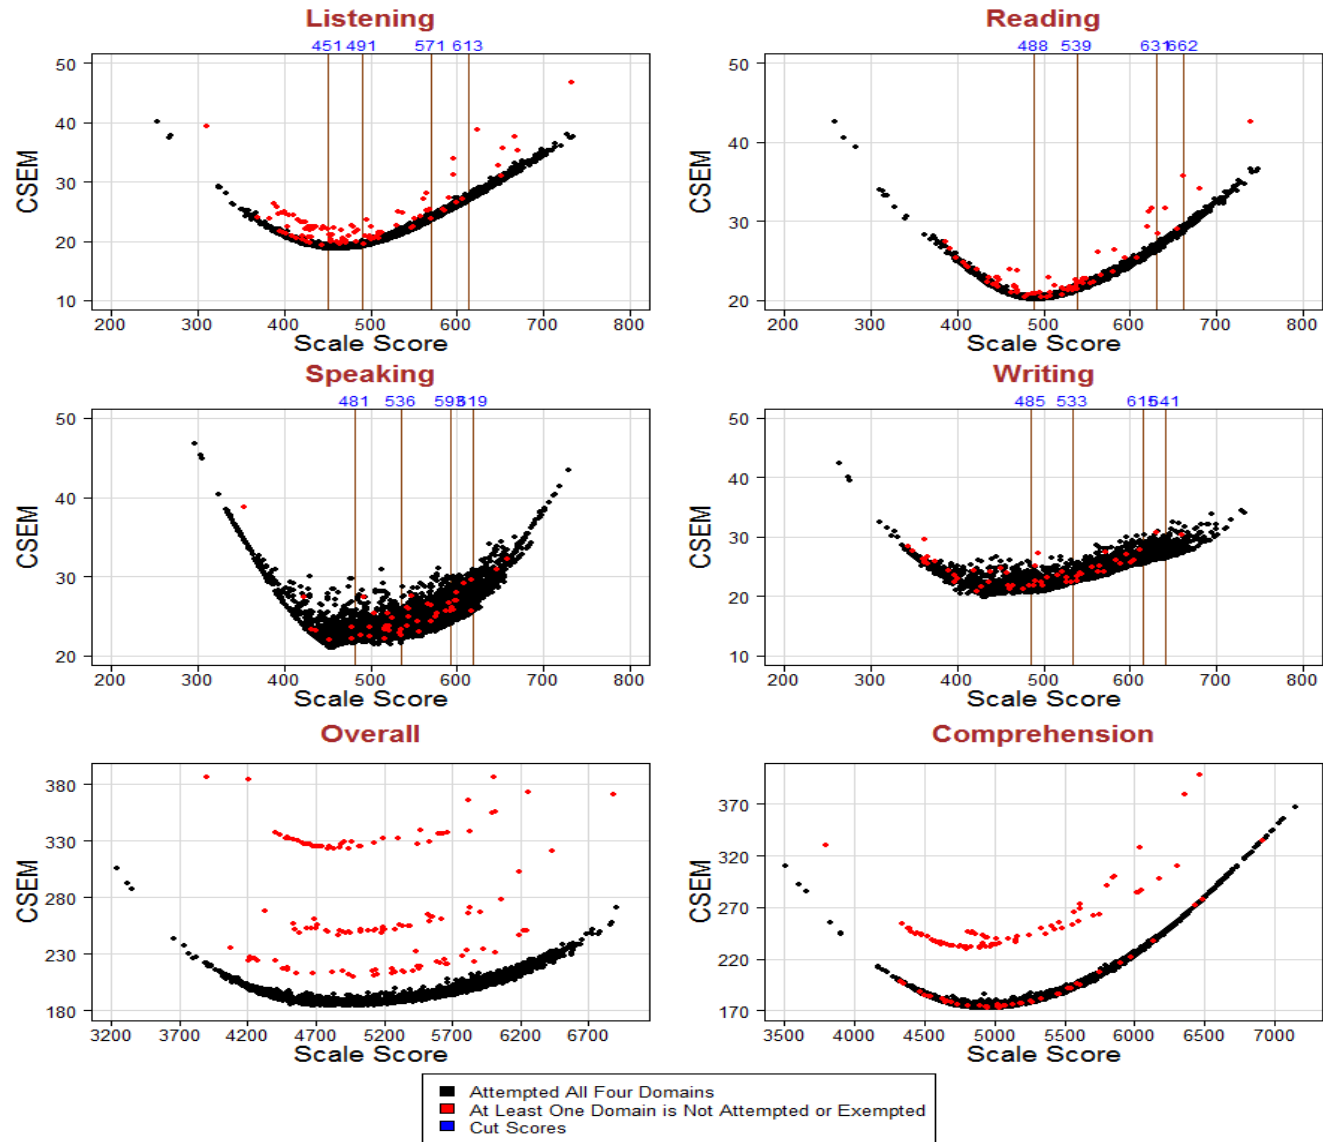 Listening
451 491 571 613
50
40
30
20
10
CSEM
200 300 400 500 600 700 800
Scale Score
Reading
488 539 631 662
50
40
30
20
CSEM
200 300 400 500 600 700 800
Scale Score
Speaking
481 536 593 619
50
40
30
20
CSEM
200 300 400 500 600 700 800
Scale Score
Writing
485 533 615 641
50
40
30
20
10
CSEM
200 300 400 500 600 700 800
Scale Score
Overall
380
330
280
230
180
CSEM
3200 3700 4200 4700 5200 5700 6200 6700
Scale Score
Comprehension
370
320
270
220
170
CSEM
3500 4000 4500 5000 5500 6000 6500 7000
Scale Score
Attempted All Four Domains
At Least One Domain is Not Attempted or Exempted
Cut Scores